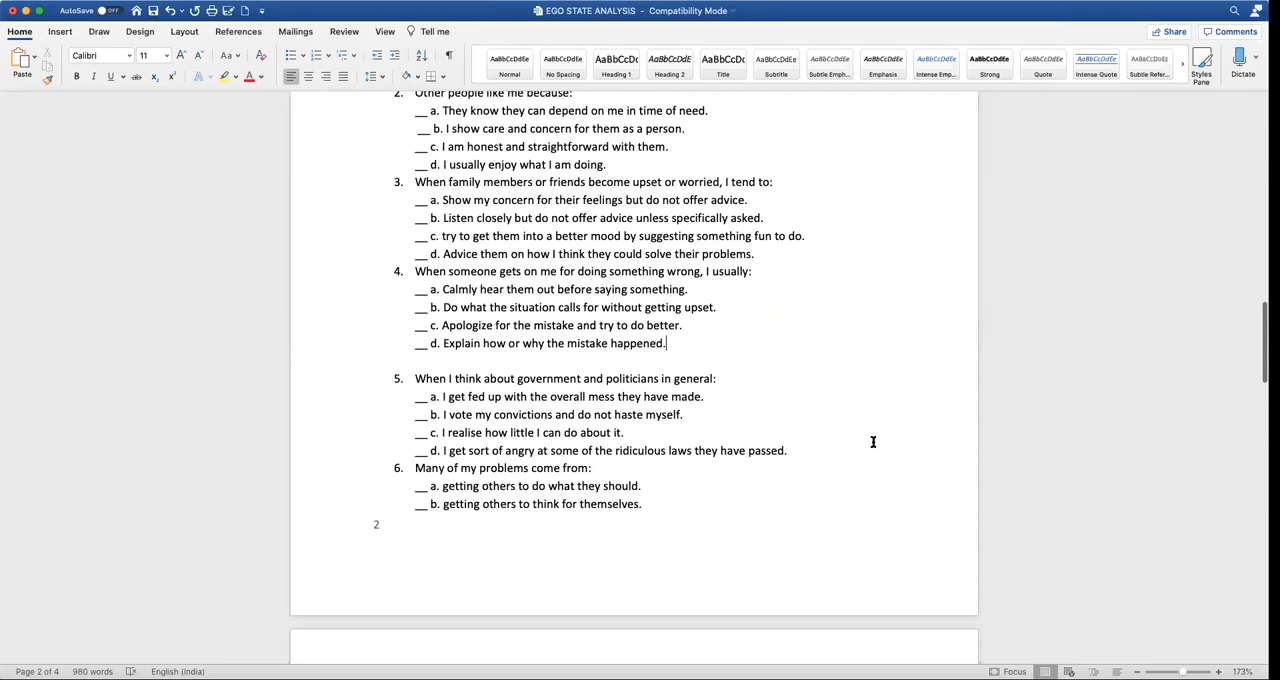 AutoSave OFF
EGO STATE ANALYSIS - Compatibility Mode
Home Insert Draw Design Layout References Mailings Review View Tell me Share Comments
Paste Calibri 11 Aa
B I U ab x₂ x² A A
AaBbCcDdEe AaBbCcDdEe AaBbCcDc AaBbCcDdE AaBbCcDc AaBbCcDdEe AaBbCcDdEe AaBbCcDdEe AaBbCcDdEe AaBbCcDdEe AaBbCcDdEe AaBbCcDdEe AaBbCcDdEe
Normal No Spacing Heading 1 Heading 2 Title Subtitle Subtle Emph... Emphasis Intense Emp... Strong Quote Intense Quote Subtle Refer... Styles Pane Dictate
2. Other people like me because:
__ a. They know they can depend on me in time of need.
__ b. I show care and concern for them as a person.
__ c. I am honest and straightforward with them.
__ d. I usually enjoy what I am doing.
3. When family members or friends become upset or worried, I tend to:
__ a. Show my concern for their feelings but do not offer advice.
__ b. Listen closely but do not offer advice unless specifically asked.
__ c. try to get them into a better mood by suggesting something fun to do.
__ d. Advice them on how I think they could solve their problems.
4. When someone gets on me for doing something wrong, I usually:
__ a. Calmly hear them out before saying something.
__ b. Do what the situation calls for without getting upset.
__ c. Apologize for the mistake and try to do better.
__ d. Explain how or why the mistake happened.
5. When I think about government and politicians in general:
__ a. I get fed up with the overall mess they have made.
__ b. I vote my convictions and do not haste myself.
__ c. I realise how little I can do about it.
__ d. I get sort of angry at some of the ridiculous laws they have passed.
6. Many of my problems come from:
__ a. getting others to do what they should.
__ b. getting others to think for themselves.
2
Page 2 of 4 980 words English (India) Focus 173%